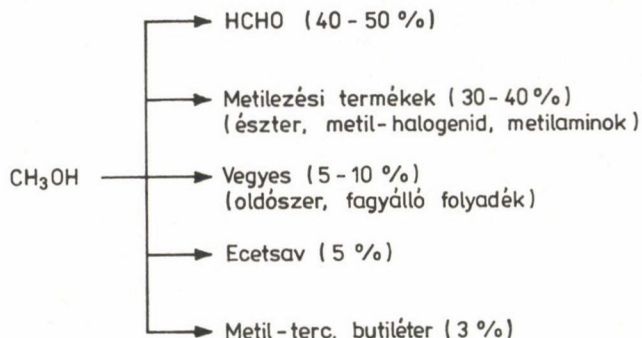 HCHO (40 - 50 %)
Metilezési termékek (30-40%)
(észter, metil-halogenid, metilaminok)
CH₃OH
Vegyes (5-10 %)
(oldószer, fagyálló folyadék)
Ecetsav (5 %)
Metil-terc. butiléter (3 %)